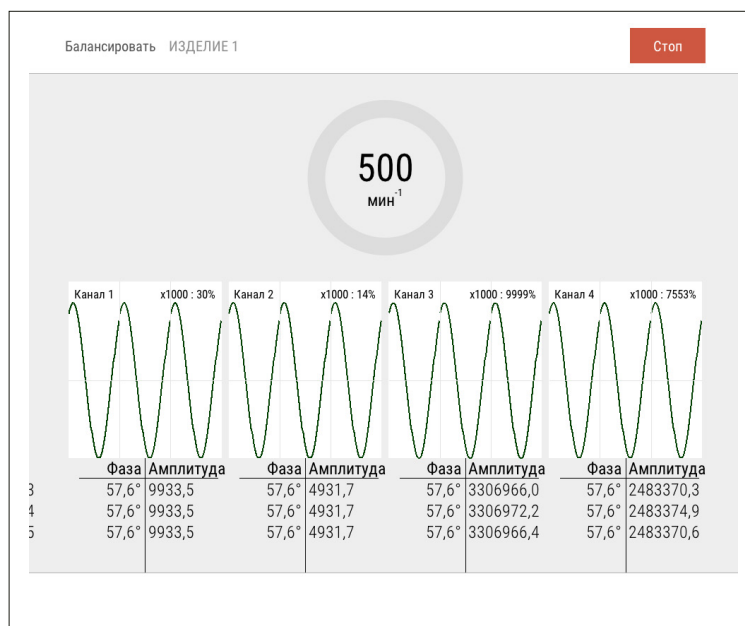 Балансировать ИЗДЕЛИЕ 1 Стоп
500
мин-1
Канал 1 x1000 : 30% Канал 2 x1000 : 14% Канал 3 x1000 : 9999% Канал 4 x1000 : 7553%
Фаза Амплитуда Фаза Амплитуда Фаза Амплитуда Фаза Амплитуда
3 57,6° 9933,5 57,6° 4931,7 57,6° 3306966,0 57,6° 2483370,3
4 57,6° 9933,5 57,6° 4931,7 57,6° 3306972,2 57,6° 2483374,9
5 57,6° 9933,5 57,6° 4931,7 57,6° 3306966,4 57,6° 2483370,6